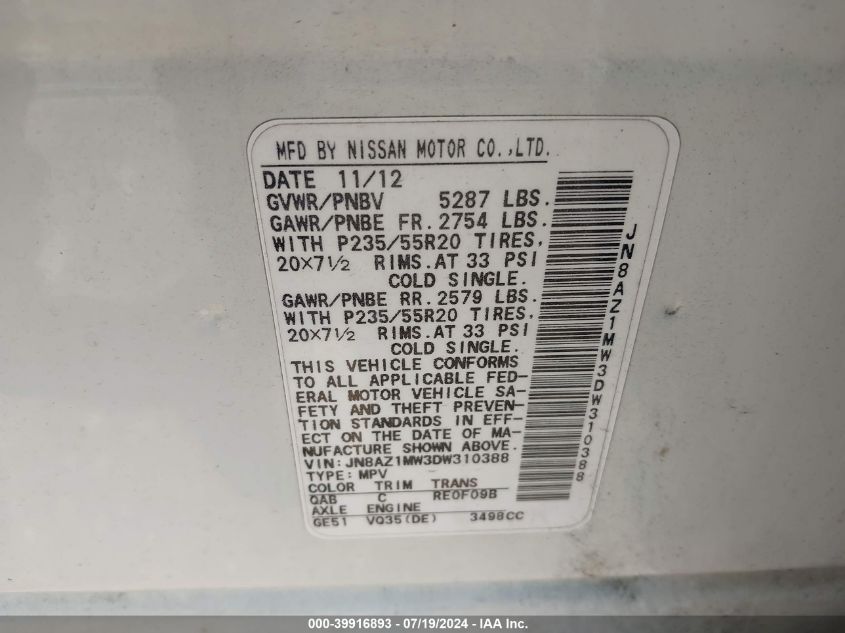 MFD BY NISSAN MOTOR CO.,LTD.
DATE 11/12
GVWR/PNBV 5287 LBS.
GAWR/PNBE FR. 2754 LBS.
WITH P235/55R20 TIRES,
20×7½ RIMS.AT 33 PSI
COLD SINGLE.
GAWR/PNBE RR. 2579 LBS.
WITH P235/55R20 TIRES,
20×7½ RIMS.AT 33 PSI
COLD SINGLE.
THIS VEHICLE CONFORMS
TO ALL APPLICABLE FED-
ERAL MOTOR VEHICLE SA-
FETY AND THEFT PREVEN-
TION STANDARDS IN EFF-
ECT ON THE DATE OF MA-
NUFACTURE SHOWN ABOVE.
VIN:JN8AZ1MW3DW310388
TYPE: MPV
COLOR TRIM TRANS
QAB C RE0F09B
AXLE ENGINE
GE51 VQ35(DE) 3498CC
JN8AZ1MW3DW310388
000-39916893 - 07/19/2024 - IAA Inc.